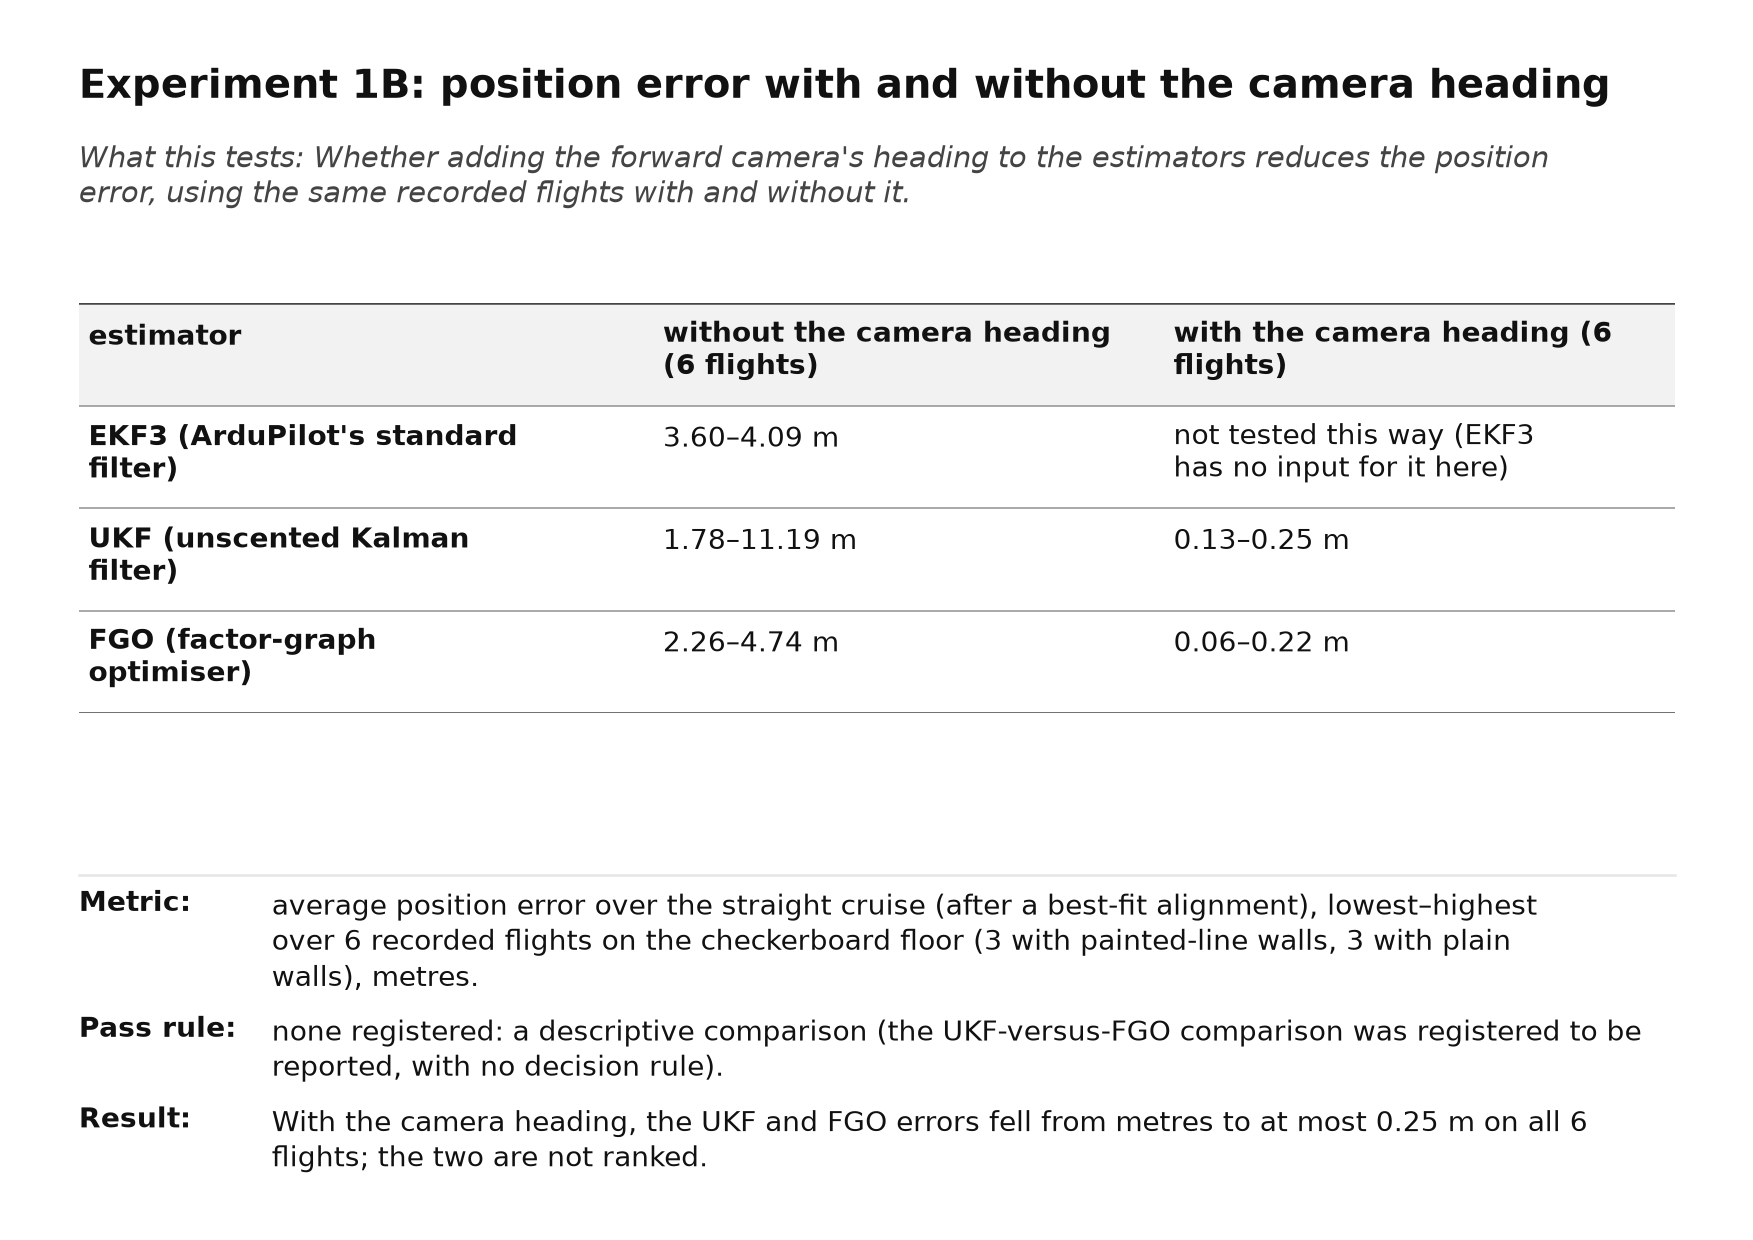 Experiment 1B: position error with and without the camera heading
What this tests: Whether adding the forward camera's heading to the estimators reduces the position
error, using the same recorded flights with and without it.
estimator
without the camera heading
(6 flights)
with the camera heading (6
flights)
EKF3 (ArduPilot's standard
filter)
3.60–4.09 m
not tested this way (EKF3
has no input for it here)
UKF (unscented Kalman
filter)
1.78–11.19 m
0.13–0.25 m
FGO (factor-graph
optimiser)
2.26–4.74 m
0.06–0.22 m
Metric:
average position error over the straight cruise (after a best-fit alignment), lowest–highest
over 6 recorded flights on the checkerboard floor (3 with painted-line walls, 3 with plain
walls), metres.
Pass rule:
none registered: a descriptive comparison (the UKF-versus-FGO comparison was registered to be
reported, with no decision rule).
Result:
With the camera heading, the UKF and FGO errors fell from metres to at most 0.25 m on all 6
flights; the two are not ranked.